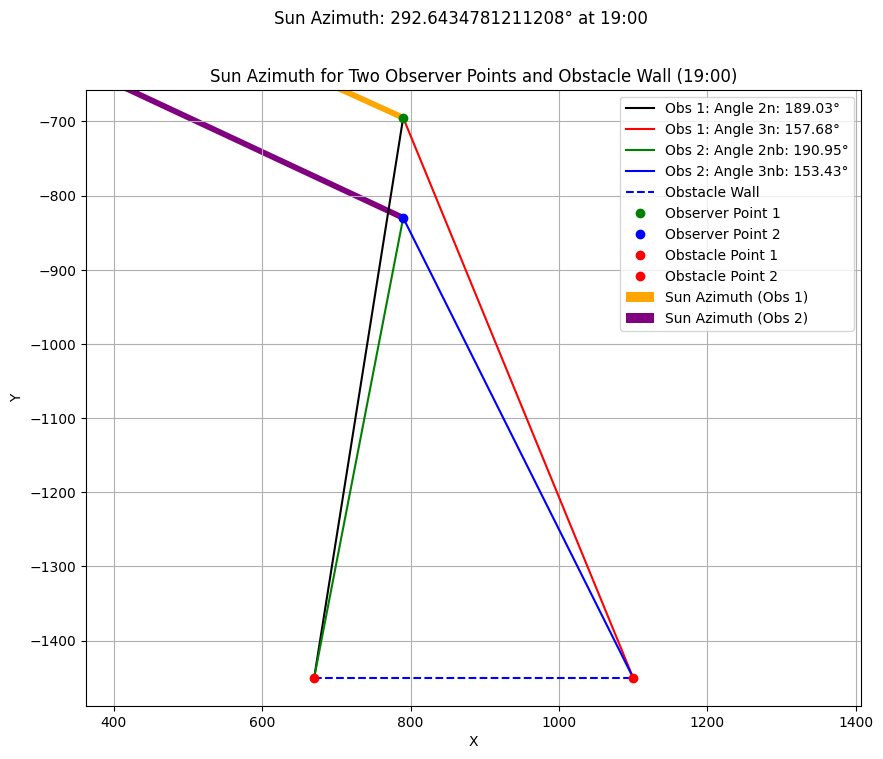 Sun Azimuth: 292.6434781211208° at 19:00
Sun Azimuth for Two Observer Points and Obstacle Wall (19:00)
Obs 1: Angle 2n: 189.03°
Obs 1: Angle 3n: 157.68°
Obs 2: Angle 2nb: 190.95°
Obs 2: Angle 3nb: 153.43°
Obstacle Wall
Observer Point 1
Observer Point 2
Obstacle Point 1
Obstacle Point 2
Sun Azimuth (Obs 1)
Sun Azimuth (Obs 2)
Y
−700
−800
−900
−1000
−1100
−1200
−1300
−1400
400 600 800 1000 1200 1400
X